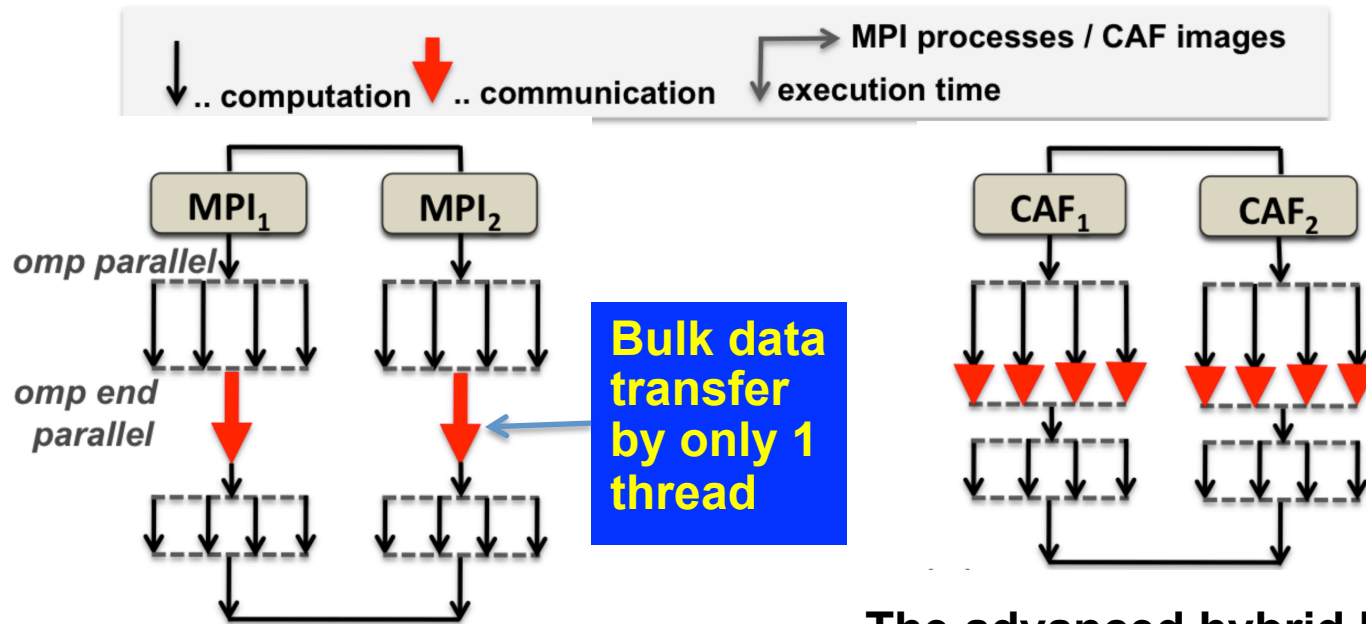 MPI processes / CAF images
.. computation .. communication execution time
MPI1 MPI2 CAF1 CAF2
omp parallel
Bulk data
transfer
by only 1
thread
omp end
parallel
The advanced hybrid